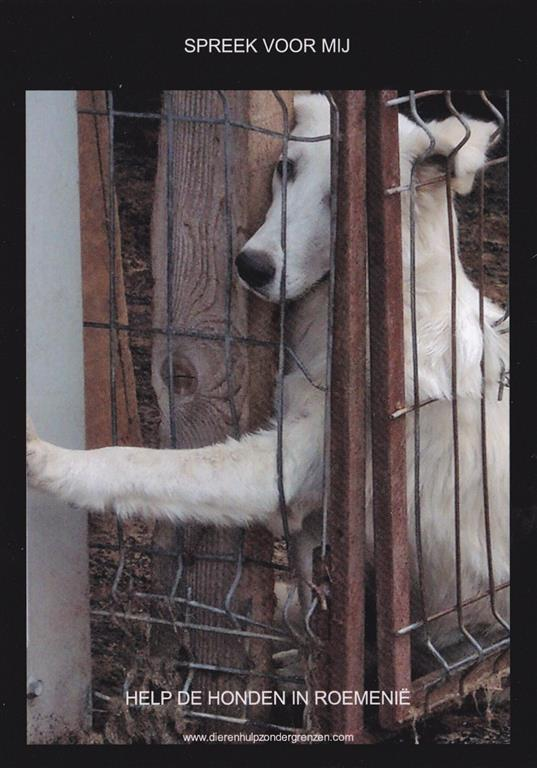 SPREEK VOOR MIJ
HELP DE HONDEN IN ROEMENIË
www.dierenhulpzondergrenzen.com